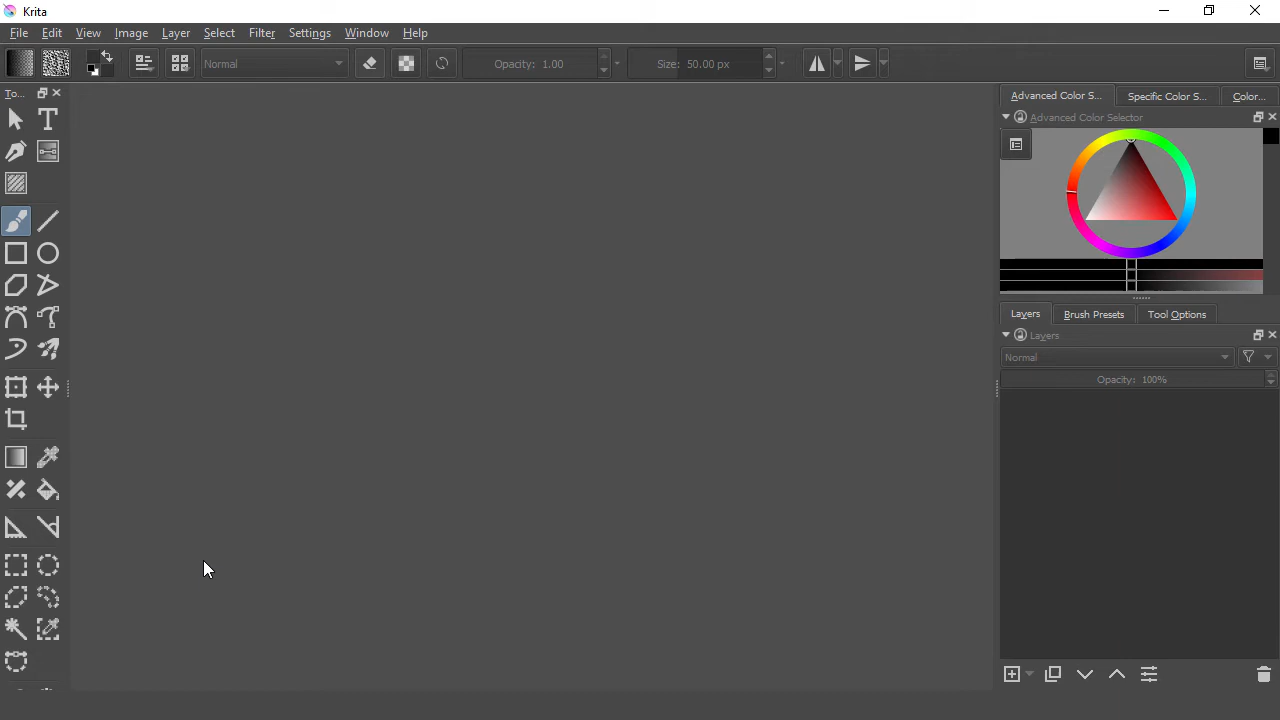 Krita
File Edit View Image Layer Select Filter Settings Window Help
Normal Opacity: 1.00 Size: 50.00 px
To...
Advanced Color S... Specific Color S... Color...
Advanced Color Selector
Layers Brush Presets Tool Options
Layers
Normal
Opacity: 100%